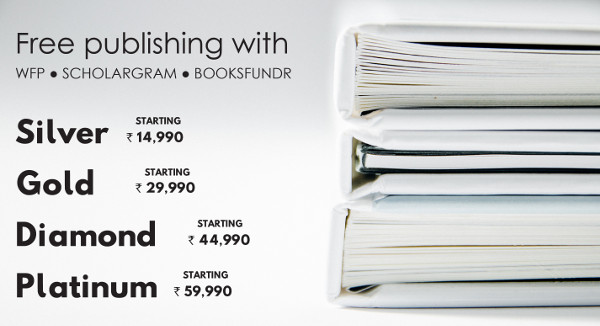 Free publishing with
WFP ● SCHOLARGRAM ● BOOKSFUNDR
Silver
STARTING
₹ 14,990
Gold
STARTING
₹ 29,990
Diamond
STARTING
₹ 44,990
Platinum
STARTING
₹ 59,990